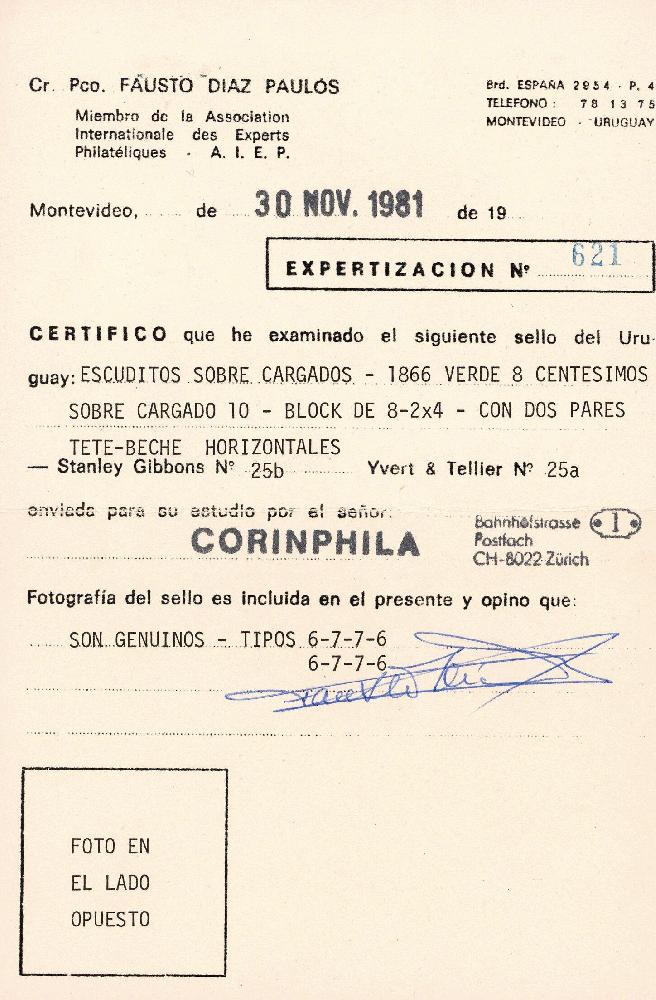 Cr. Pco. FAUSTO DIAZ PAULOS
Miembro de la Association
Internationale des Experts
Philatéliques - A. I. E. P.
Brd. ESPAÑA 2954 - P. 4
TELEFONO : 78 13 75
MONTEVIDEO - URUGUAY
Montevideo, de 30 NOV. 1981 de 19
EXPERTIZACION Nº 621
CERTIFICO que he examinado el siguiente sello del Uru-
guay: ESCUDITOS SOBRE CARGADOS - 1866 VERDE 8 CENTESIMOS
SOBRE CARGADO 10 - BLOCK DE 8-2x4 - CON DOS PARES
TETE-BECHE HORIZONTALES
— Stanley Gibbons Nº 25b Yvert & Tellier Nº 25a
enviada para su estudio por el señor:
CORINPHILA
Bahnhofstrasse 1
Postfach
CH-8022 Zürich
Fotografía del sello es incluida en el presente y opino que:
SON GENUINOS - TIPOS 6-7-7-6
6-7-7-6
FOTO EN
EL LADO
OPUESTO